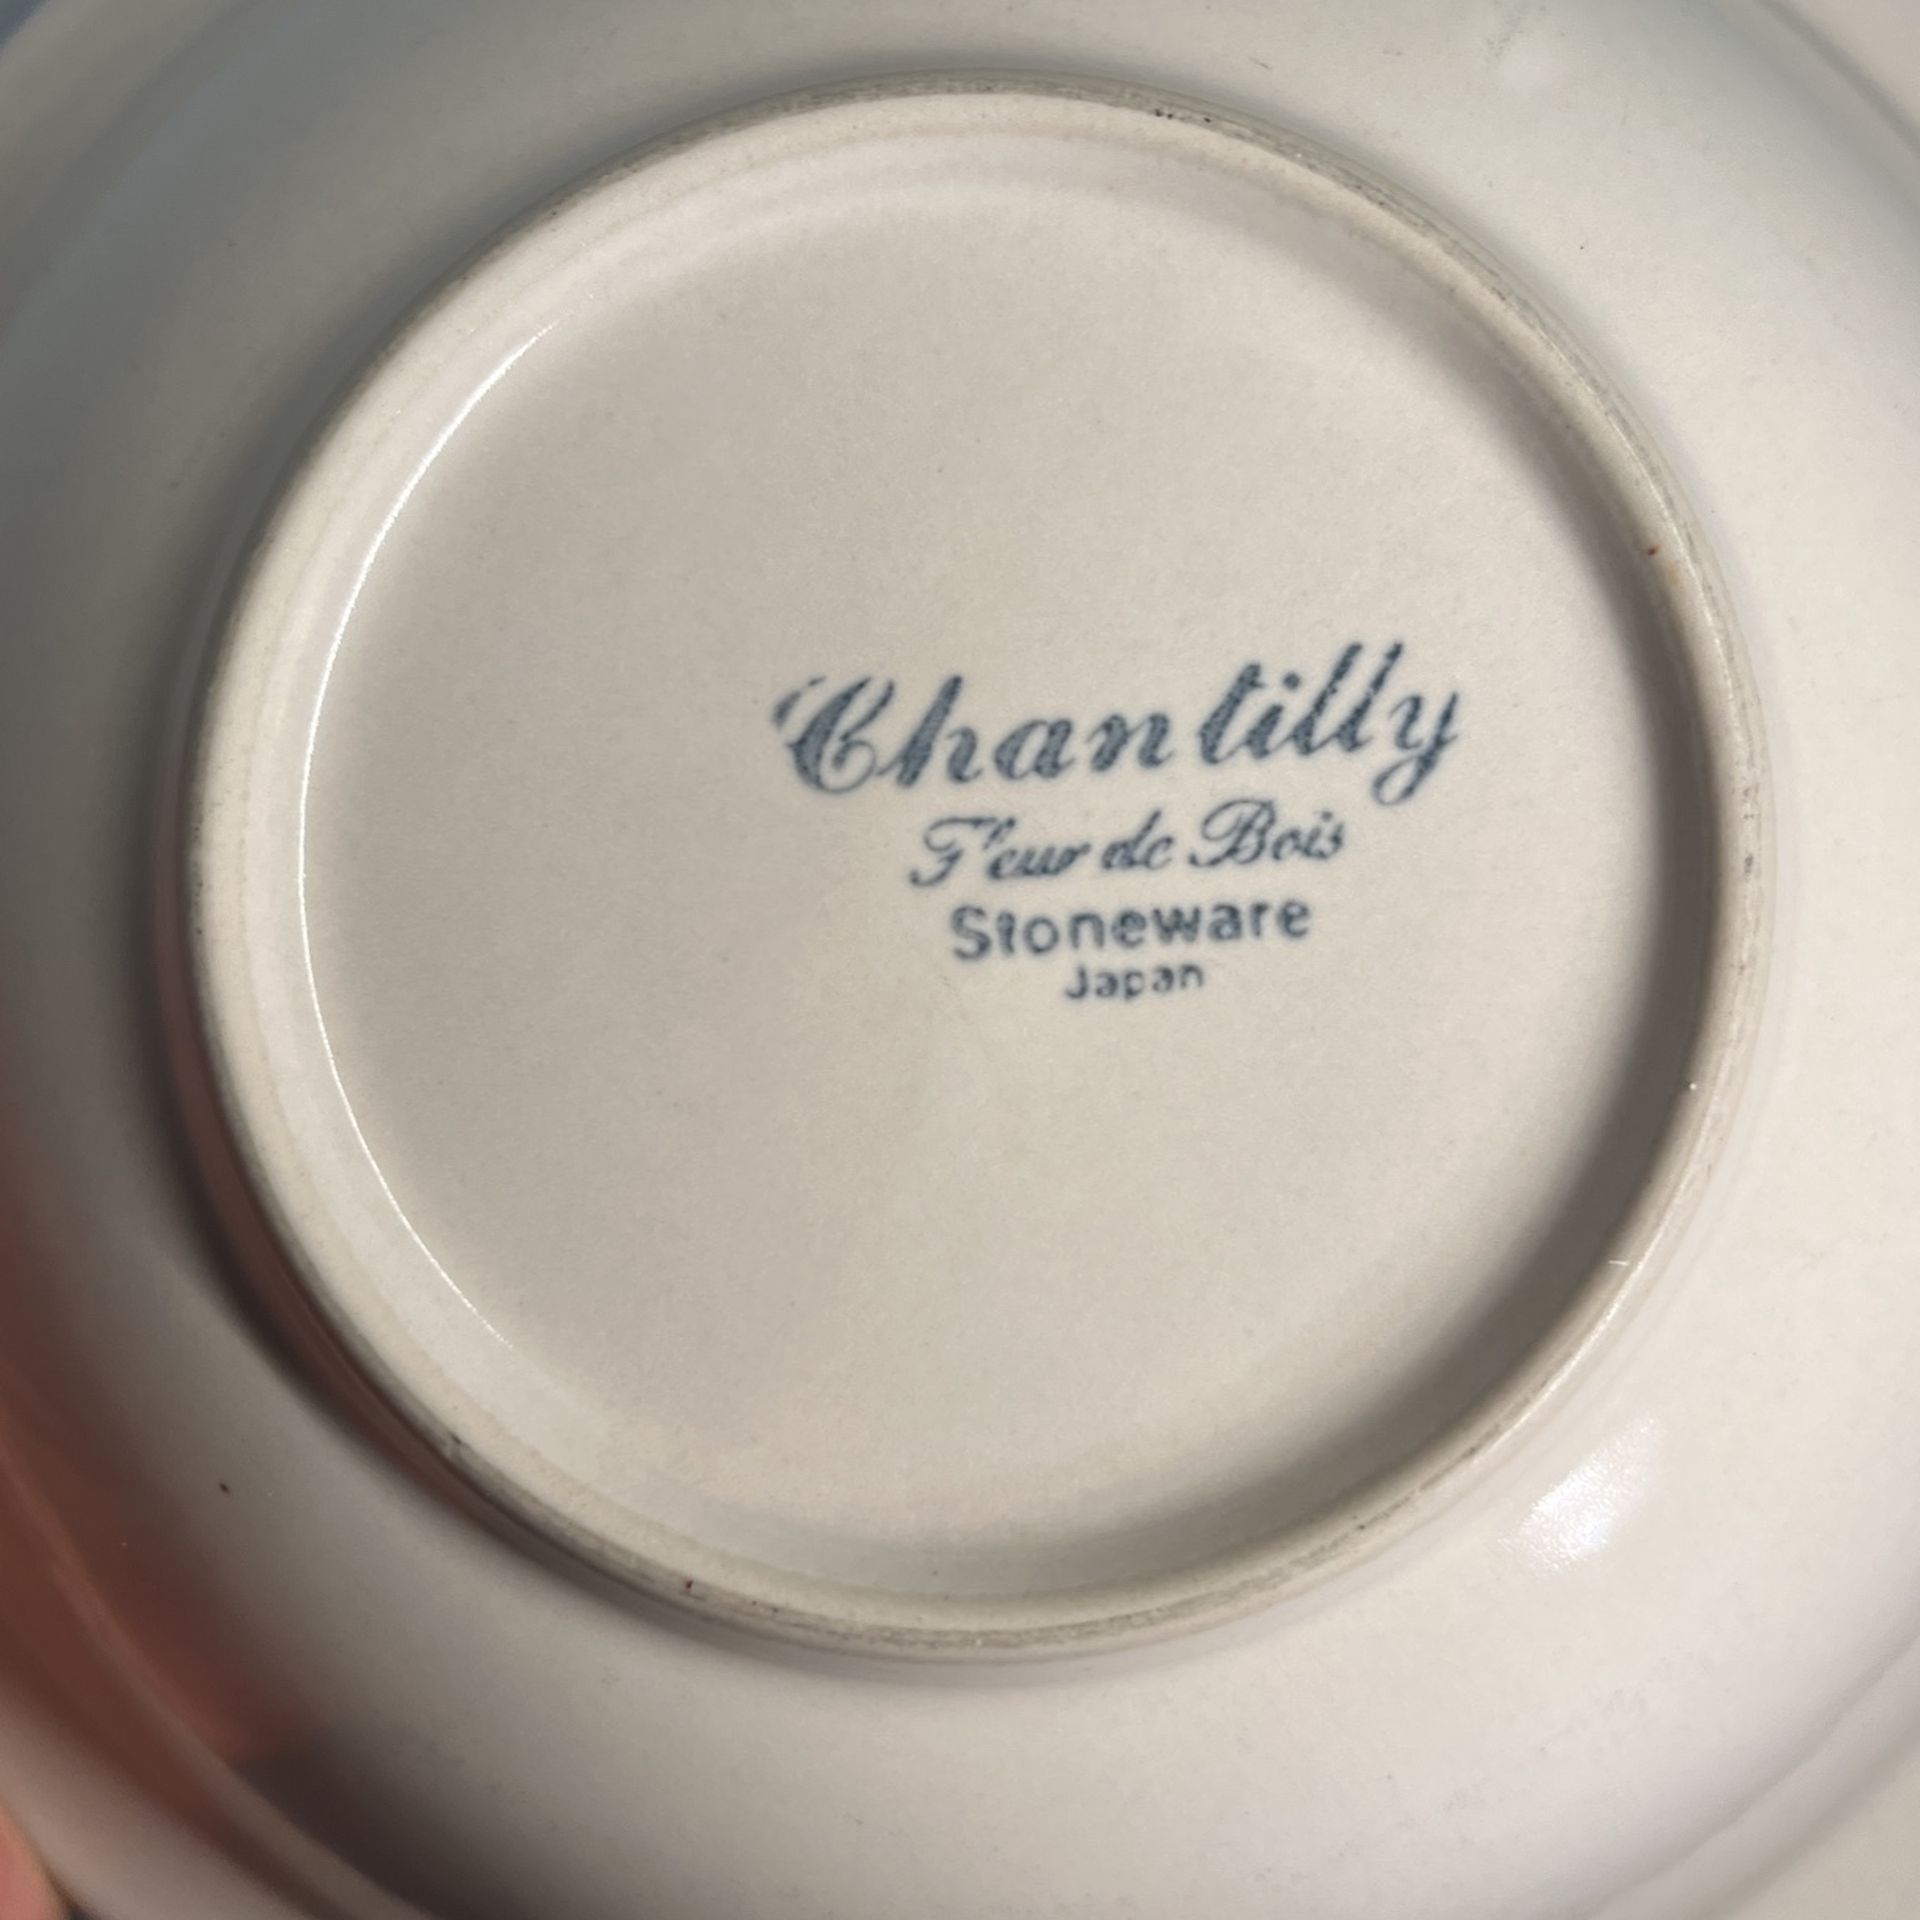 Chantilly
Fleur de Bois
Stoneware
Japan